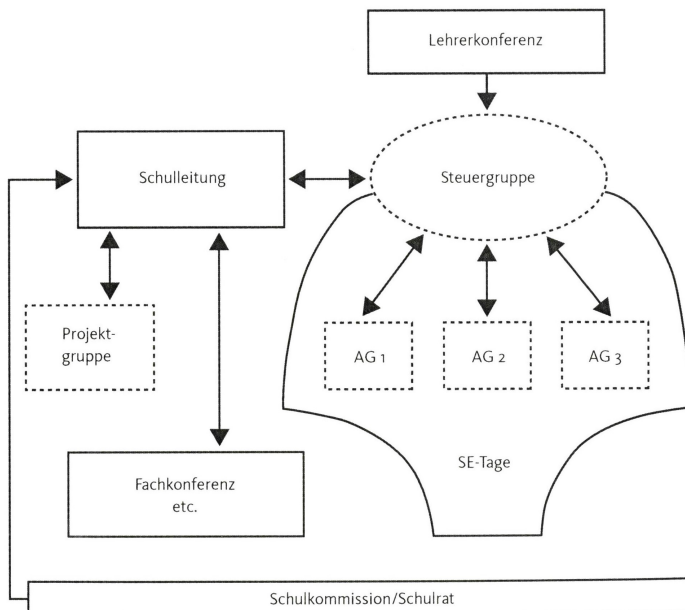 Lehrerkonferenz
Schulleitung
Steuergruppe
Projekt-
gruppe
AG 1
AG 2
AG 3
SE-Tage
Fachkonferenz
etc.
Schulkommission/Schulrat